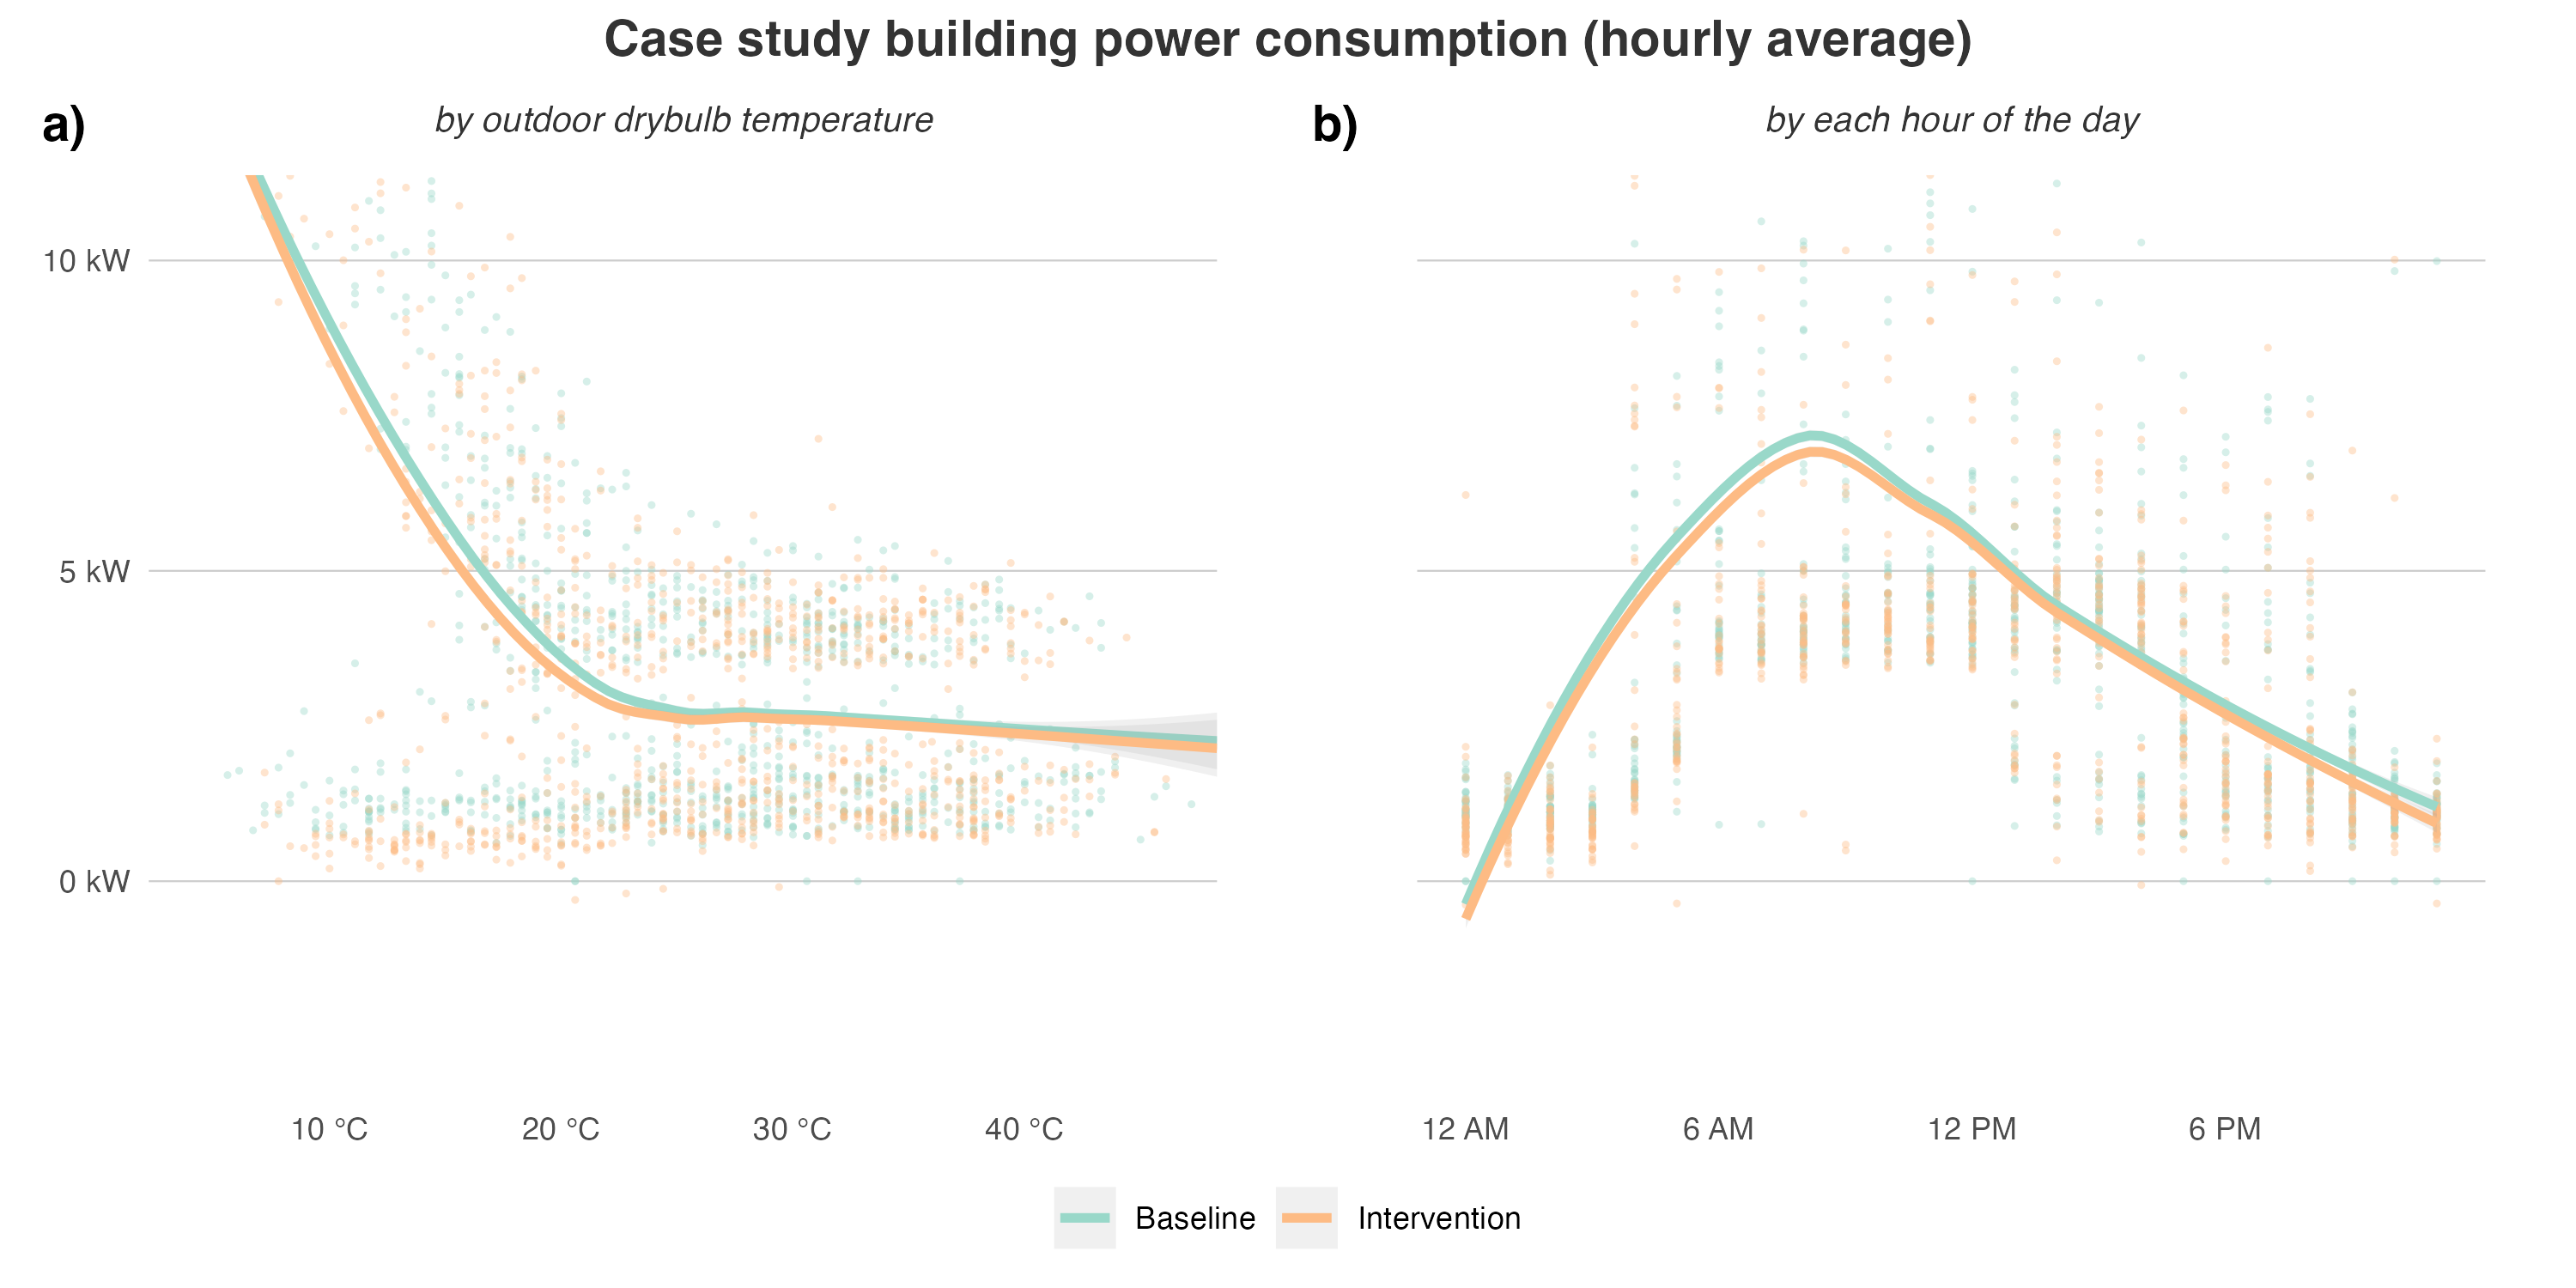 Case study building power consumption (hourly average)
a)
by outdoor drybulb temperature
10 kW
5 kW
0 kW
10 °C 20 °C 30 °C 40 °C
b)
by each hour of the day
12 AM 6 AM 12 PM 6 PM
Baseline Intervention